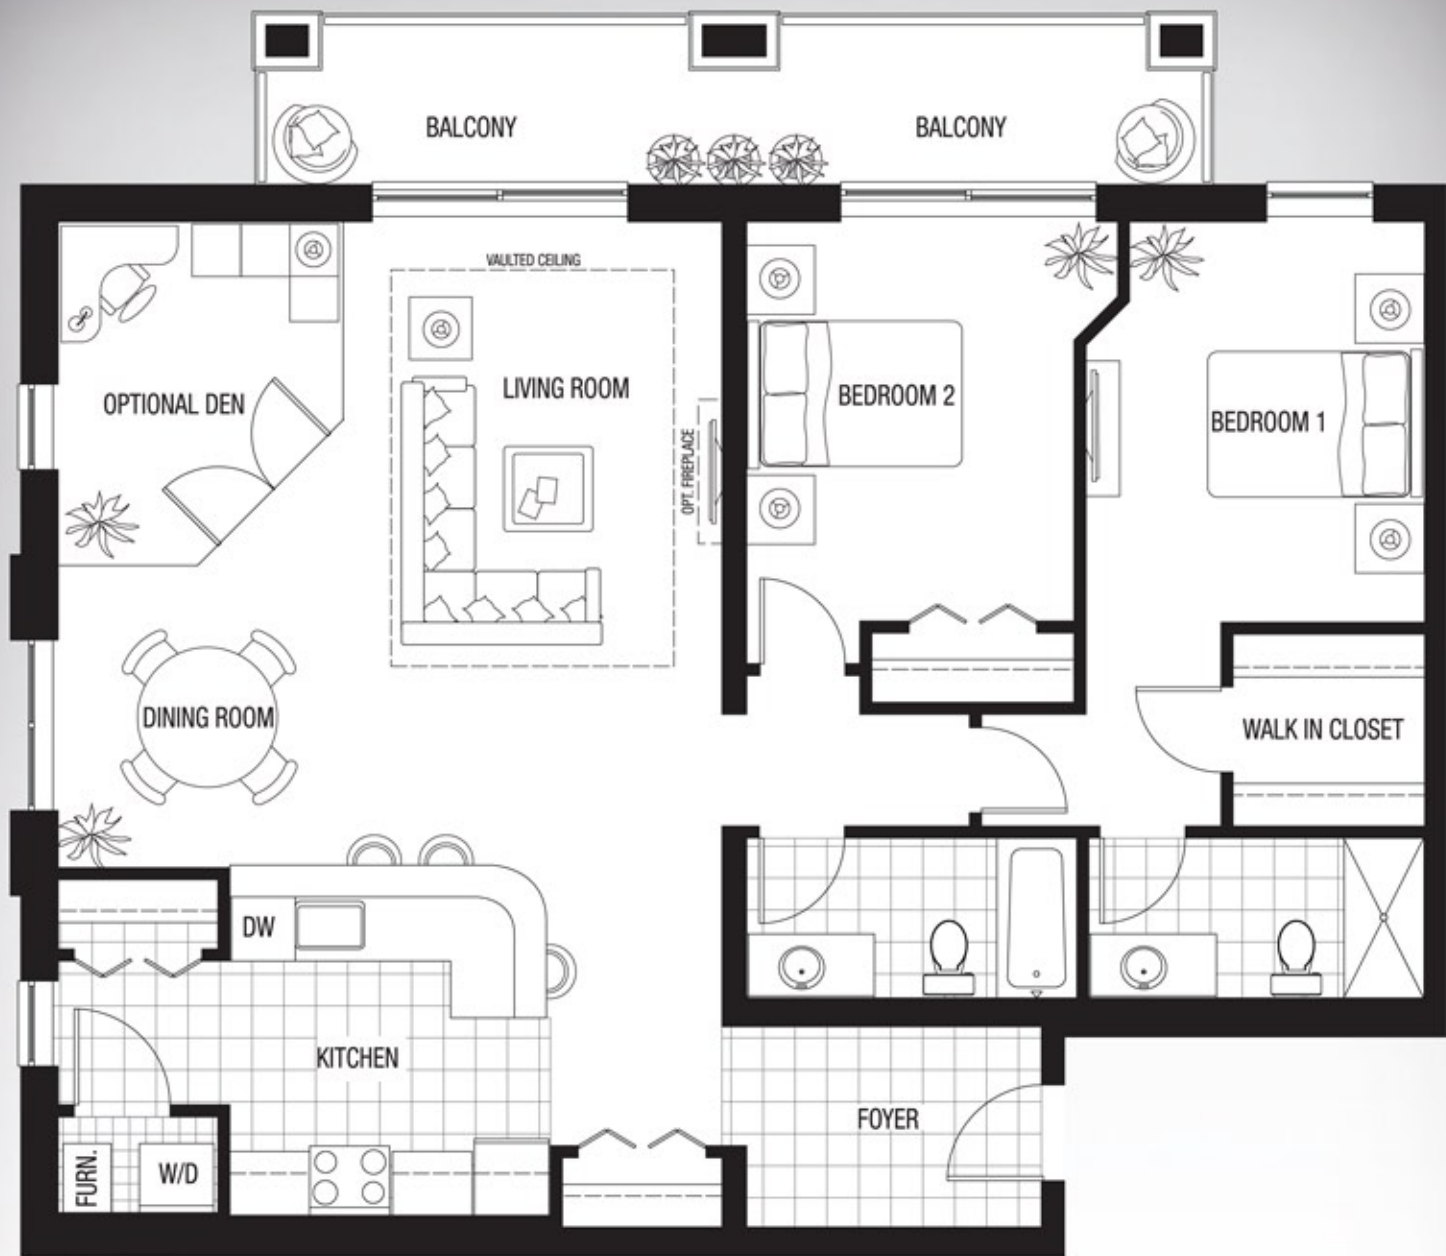 BALCONY
BALCONY
VAULTED CEILING
OPTIONAL DEN
LIVING ROOM
OPT. FIREPLACE
BEDROOM 2
BEDROOM 1
DINING ROOM
WALK IN CLOSET
DW
KITCHEN
FOYER
FURN.
W/D